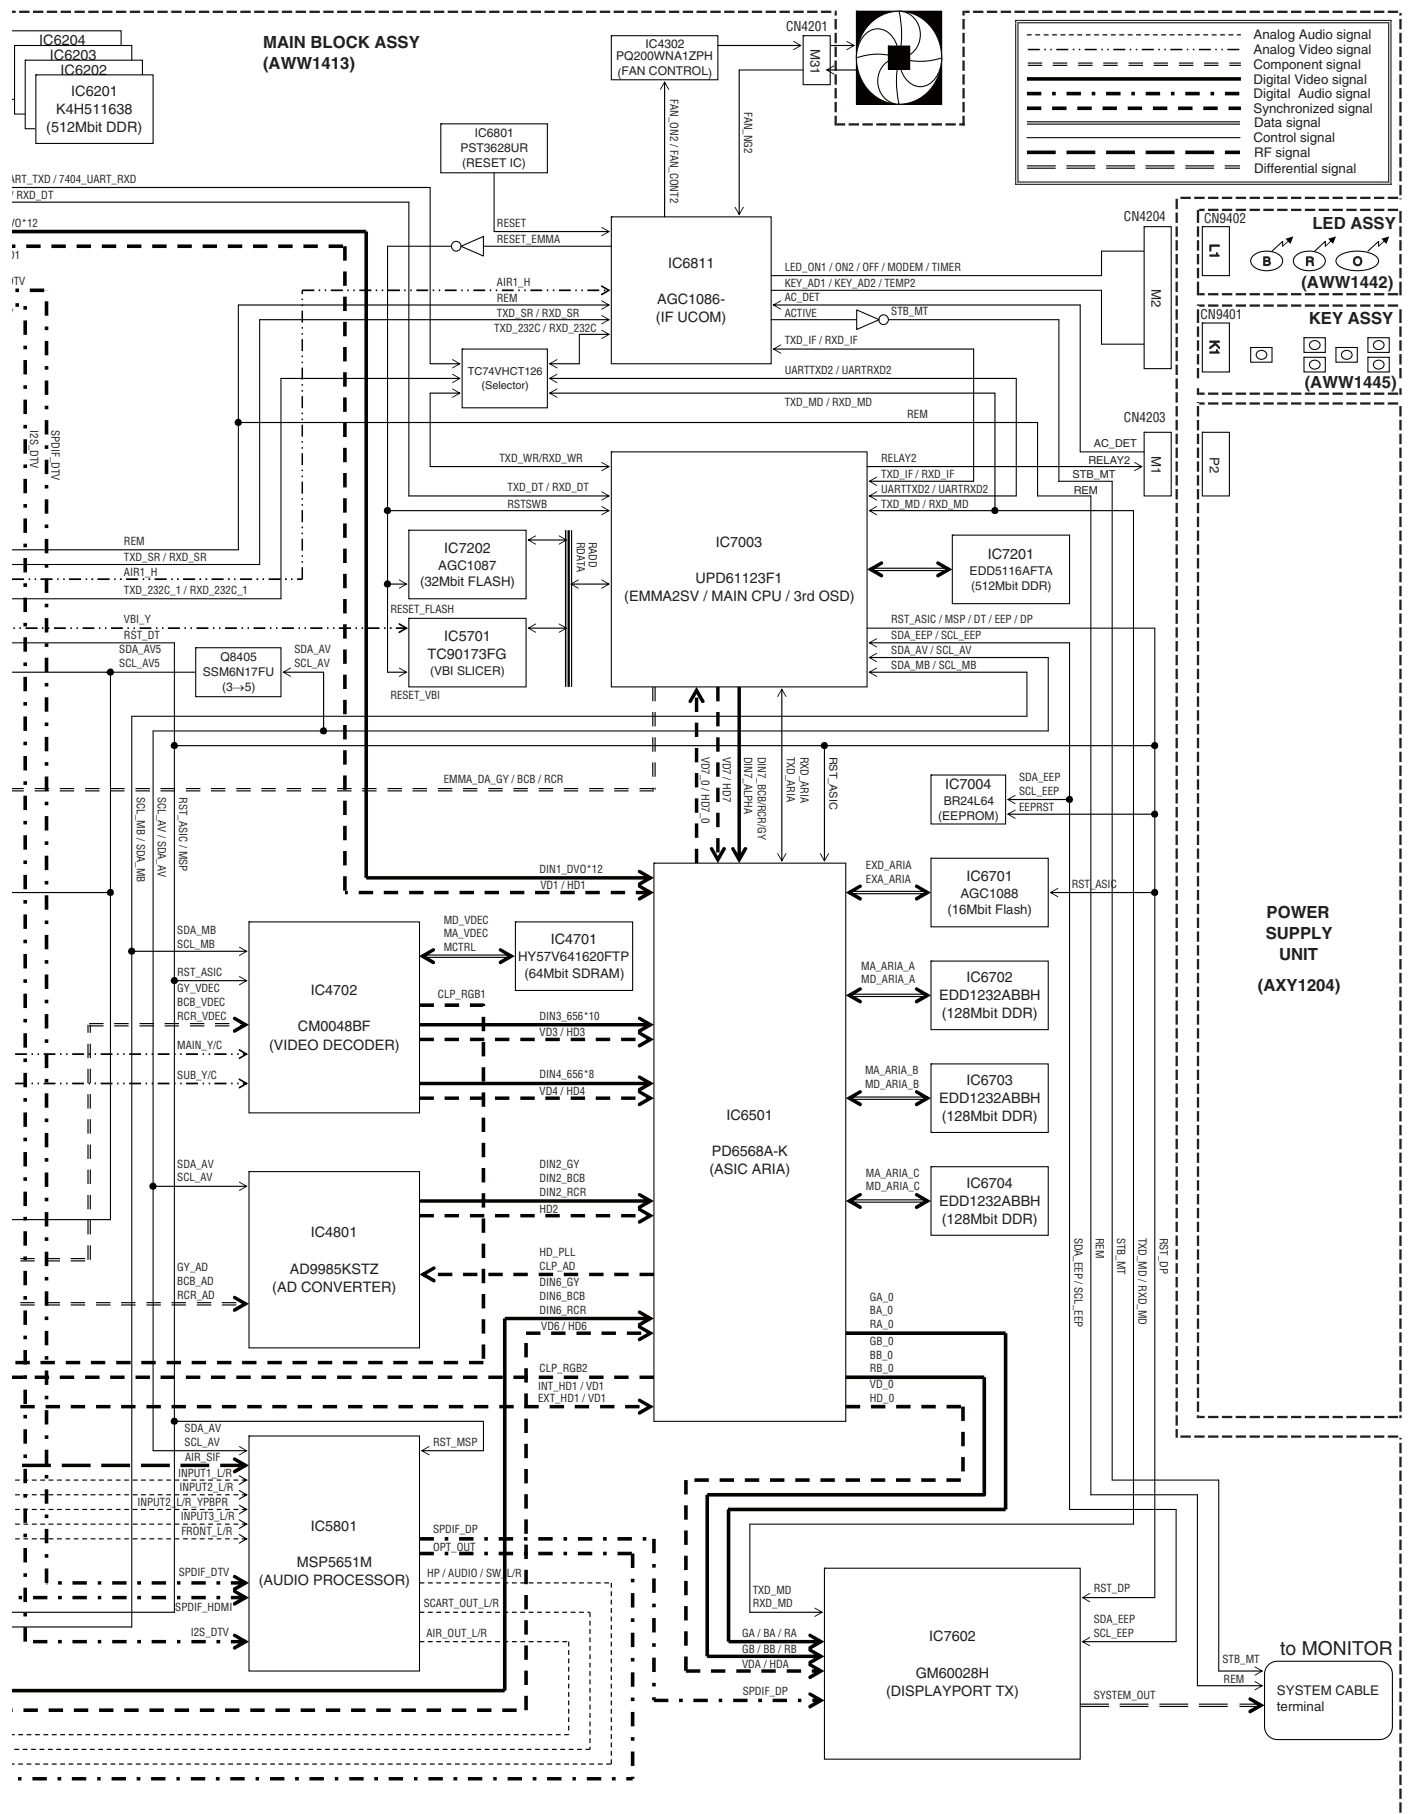 IC6204
IC6203
IC6202
IC6201
K4H511638
(512Mbit DDR)
MAIN BLOCK ASSY
(AWW1413)
IC4302
PQ200WNA1ZPH
(FAN CONTROL)
CN4201
M31
FAN_ON2 / FAN_CONT2
FAN_NG2
Analog Audio signal
Analog Video signal
Component signal
Digital Video signal
Digital Audio signal
Synchronized signal
Data signal
Control signal
RF signal
Differential signal
IC6801
PST3628UR
(RESET IC)
ART_TXD / 7404_UART_RXD
/ RXD_DT
/O*12
01
TV
RESET
RESET_EMMA
IC6811
AGC1086-
(IF UCOM)
AIR1_H
REM
TXD_SR / RXD_SR
TXD_232C / RXD_232C
LED_ON1 / ON2 / OFF / MODEM / TIMER
KEY_AD1 / KEY_AD2 / TEMP2
AC_DET
ACTIVE
STB_MT
TXD_IF / RXD_IF
UARTTXD2 / UARTRXD2
TXD_MD / RXD_MD
REM
TC74VHCT126
(Selector)
CN4204
M2
CN9402
L1
LED ASSY
B
R
O
(AWW1442)
CN9401
K1
KEY ASSY
(AWW1445)
CN4203
M1
P2
AC_DET
RELAY2
STB_MT
REM
I2S_DTV
SPDIF_DTV
TXD_WR/RXD_WR
TXD_DT / RXD_DT
RSTSWB
RELAY2
TXD_IF / RXD_IF
UARTTXD2 / UARTRXD2
TXD_MD / RXD_MD
IC7003
UPD61123F1
(EMMA2SV / MAIN CPU / 3rd OSD)
REM
TXD_SR / RXD_SR
AIR1_H
TXD_232C_1 / RXD_232C_1
IC7202
AGC1087
(32Mbit FLASH)
RADD
RDATA
IC7201
EDD5116AFTA
(512Mbit DDR)
RESET_FLASH
VBI_Y
RST_DT
SDA_AV5
SCL_AV5
Q8405
SSM6N17FU
(3→5)
SDA_AV
SCL_AV
IC5701
TC90173FG
(VBI SLICER)
RESET_VBI
RST_ASIC / MSP / DT / EEP / DP
SDA_EEP / SCL_EEP
SDA_AV / SCL_AV
SDA_MB / SCL_MB
EMMA_DA_GY / BCB / RCR
VD7_0 / HD7_0
VD7 / HD7
DIN7_BCB/RCR/GY
DIN7_ALPHA
RXD_ARIA
TXD_ARIA
RST_ASIC
IC7004
BR24L64
(EEPROM)
SDA_EEP
SCL_EEP
EEPRST
SCL_MB / SDA_MB
SCL_AV / SDA_AV
RST_ASIC / MSP
DIN1_DVO*12
VD1 / HD1
EXD_ARIA
EXA_ARIA
IC6701
AGC1088
(16Mbit Flash)
RST_ASIC
POWER
SUPPLY
UNIT
(AXY1204)
SDA_MB
SCL_MB
RST_ASIC
GY_VDEC
BCB_VDEC
RCR_VDEC
MAIN_Y/C
SUB_Y/C
IC4702
CM0048BF
(VIDEO DECODER)
MD_VDEC
MA_VDEC
MCTRL
IC4701
HY57V641620FTP
(64Mbit SDRAM)
CLP_RGB1
DIN3_656*10
VD3 / HD3
DIN4_656*8
VD4 / HD4
MA_ARIA_A
MD_ARIA_A
IC6702
EDD1232ABBH
(128Mbit DDR)
MA_ARIA_B
MD_ARIA_B
IC6703
EDD1232ABBH
(128Mbit DDR)
IC6501
PD6568A-K
(ASIC ARIA)
MA_ARIA_C
MD_ARIA_C
IC6704
EDD1232ABBH
(128Mbit DDR)
SDA_AV
SCL_AV
IC4801
AD9985KSTZ
(AD CONVERTER)
GY_AD
BCB_AD
RCR_AD
DIN2_GY
DIN2_BCB
DIN2_RCR
HD2
HD_PLL
CLP_AD
DIN6_GY
DIN6_BCB
DIN6_RCR
VD6 / HD6
CLP_RGB2
INT_HD1 / VD1
EXT_HD1 / VD1
GA_0
BA_0
RA_0
GB_0
BB_0
RB_0
VD_0
HD_0
SDA_EEP / SCL_EEP
REM
STB_MT
TXD_MD / RXD_MD
RST_DP
SDA_AV
SCL_AV
AIR_SIF
INPUT1_L/R
INPUT2_L/R
INPUT2_L/R_YPBPR
INPUT3_L/R
FRONT_L/R
SPDIF_DTV
SPDIF_HDMI
I2S_DTV
IC5801
MSP5651M
(AUDIO PROCESSOR)
RST_MSP
SPDIF_DP
OPT_OUT
HP / AUDIO / SW_L/R
SCART_OUT_L/R
AIR_OUT_L/R
TXD_MD
RXD_MD
GA / BA / RA
GB / BB / RB
VDA / HDA
SPDIF_DP
IC7602
GM60028H
(DISPLAYPORT TX)
RST_DP
SDA_EEP
SCL_EEP
SYSTEM_OUT
to MONITOR
STB_MT
REM
SYSTEM CABLE
terminal